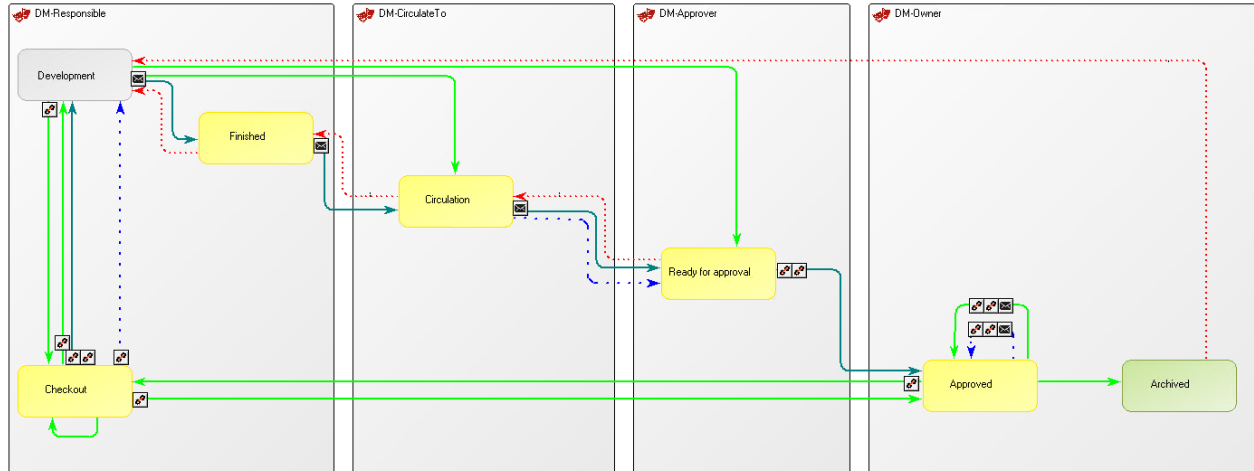 DM-Responsible
DM-CirculateTo
DM-Approver
DM-Owner
Development
Finished
Circulation
Ready for approval
Checkout
Approved
Archived